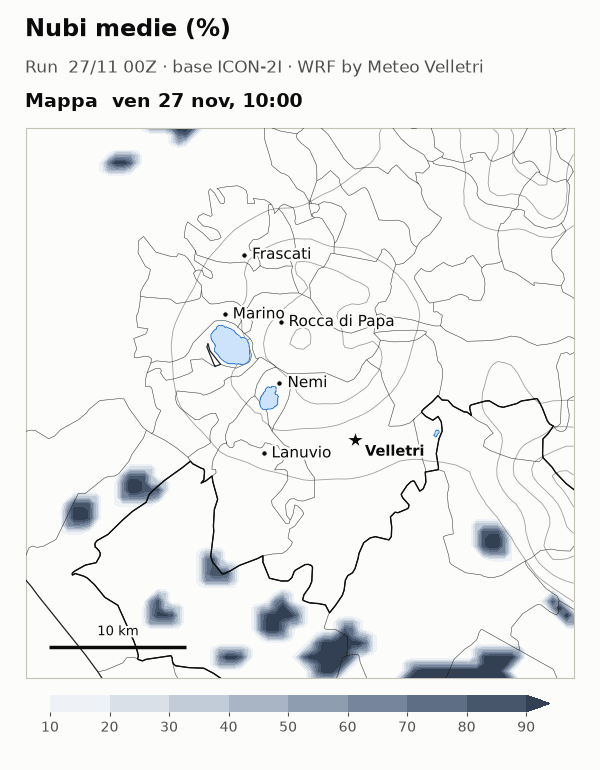 Nubi medie (%)
Run  27/11 00Z · base ICON-2I · WRF by Meteo Velletri
Mappa  ven 27 nov, 10:00
Frascati
Marino
Rocca di Papa
Nemi
Velletri
Lanuvio
10 km
10 20 30 40 50 60 70 80 90